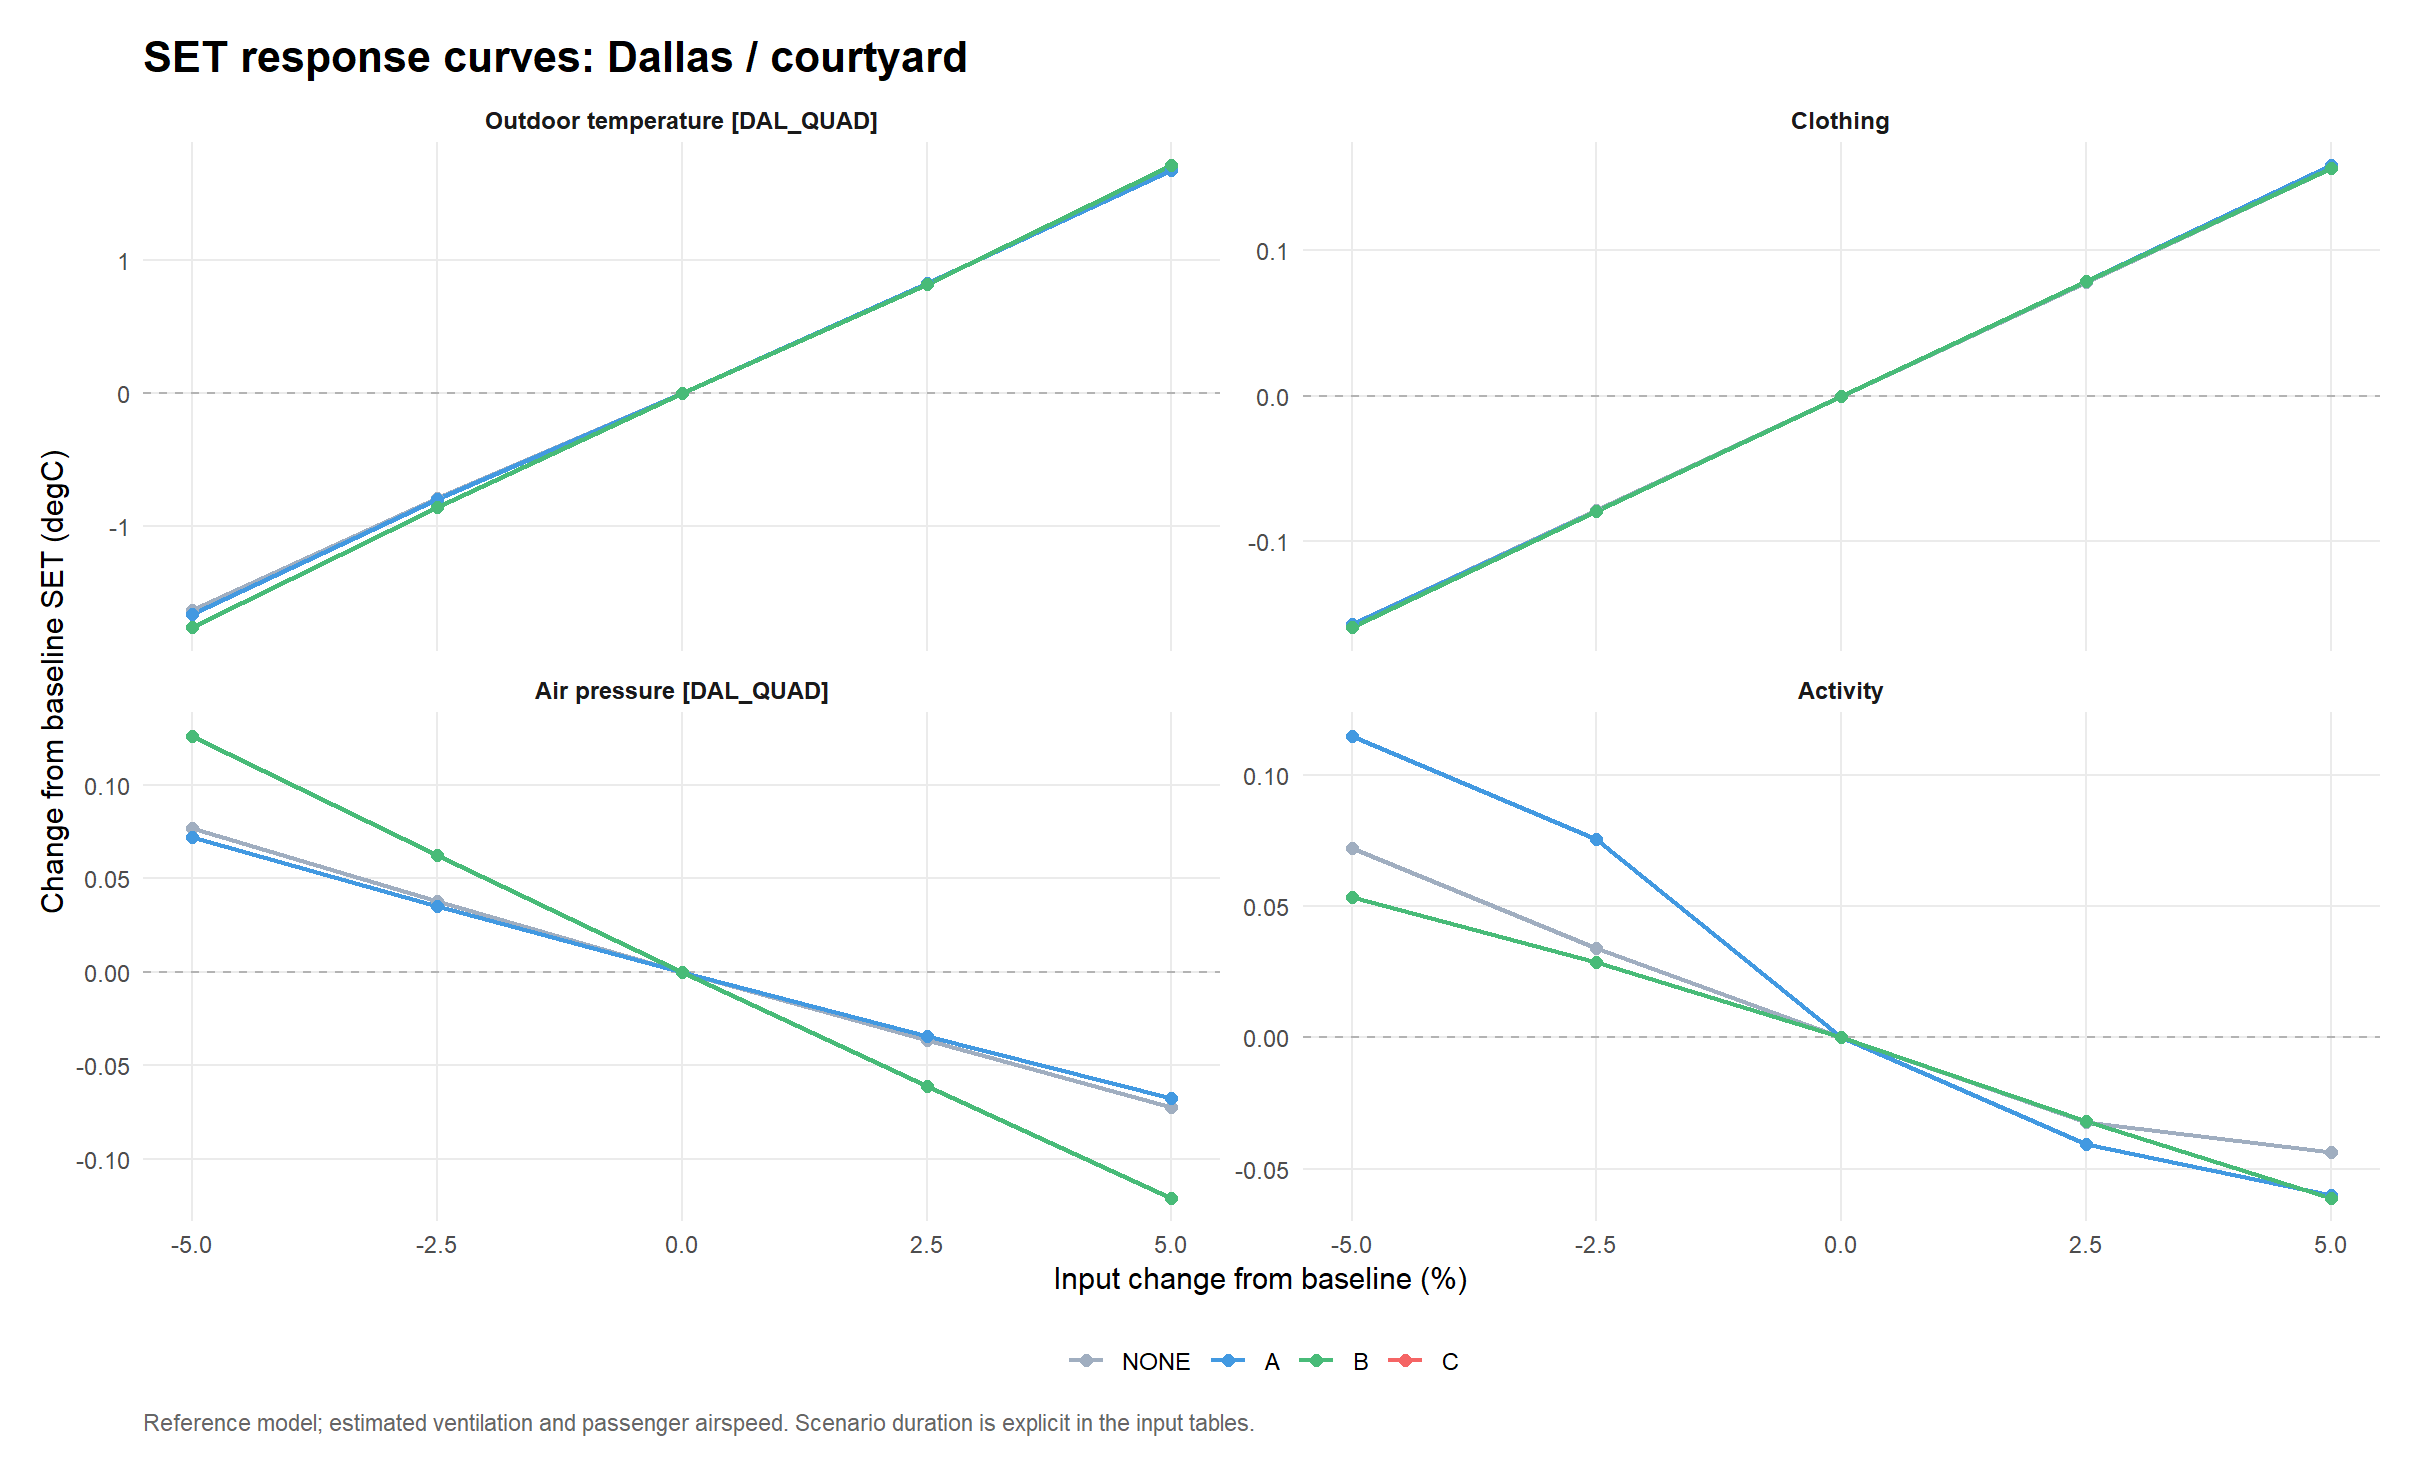 SET response curves: Dallas / courtyard
Outdoor temperature [DAL_QUAD]
1
0
-1
Clothing
0.1
0.0
-0.1
Change from baseline SET (degC)
Air pressure [DAL_QUAD]
0.10
0.05
0.00
-0.05
-0.10
-5.0 -2.5 0.0 2.5 5.0
Activity
0.10
0.05
0.00
-0.05
-5.0 -2.5 0.0 2.5 5.0
Input change from baseline (%)
NONE A B C
Reference model; estimated ventilation and passenger airspeed. Scenario duration is explicit in the input tables.